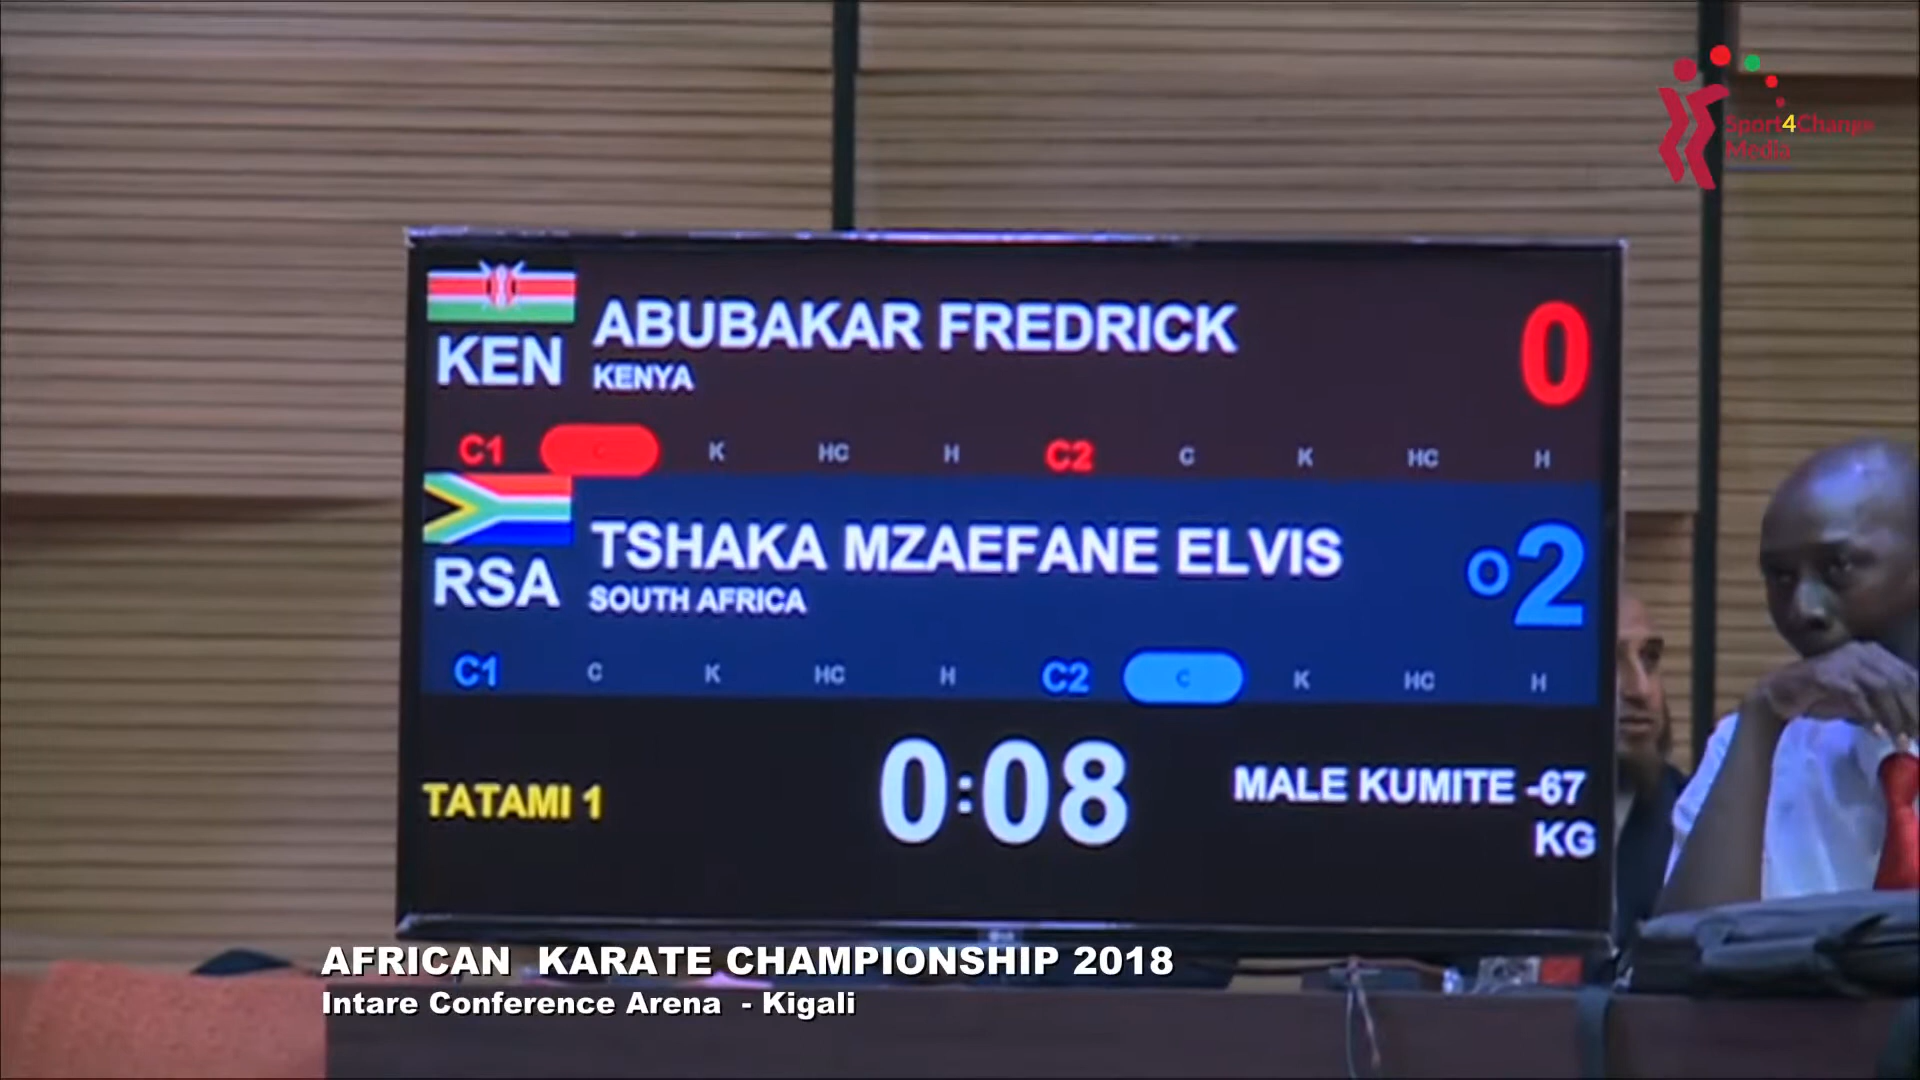 Sport4Change
Media
KEN
ABUBAKAR FREDRICK
KENYA
0
C1 C K HC H C2 C K HC H
RSA
TSHAKA MZAEFANE ELVIS
SOUTH AFRICA
O 2
C1 C K HC H C2 C K HC H
TATAMI 1
0:08
MALE KUMITE -67
KG
AFRICAN KARATE CHAMPIONSHIP 2018
Intare Conference Arena - Kigali